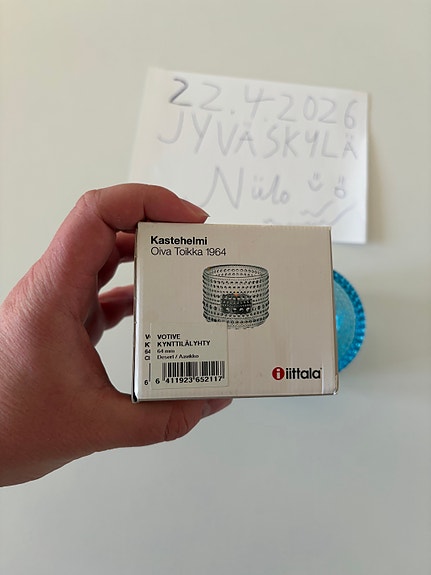 22.4.2026
JYVÄSKYLÄ
Niilo
Kastehelmi
Oiva Toikka 1964
VOTIVE
KYNTTILÄLYHTY
64 mm
Desert / Aavikko
6 411923 652117
iittala